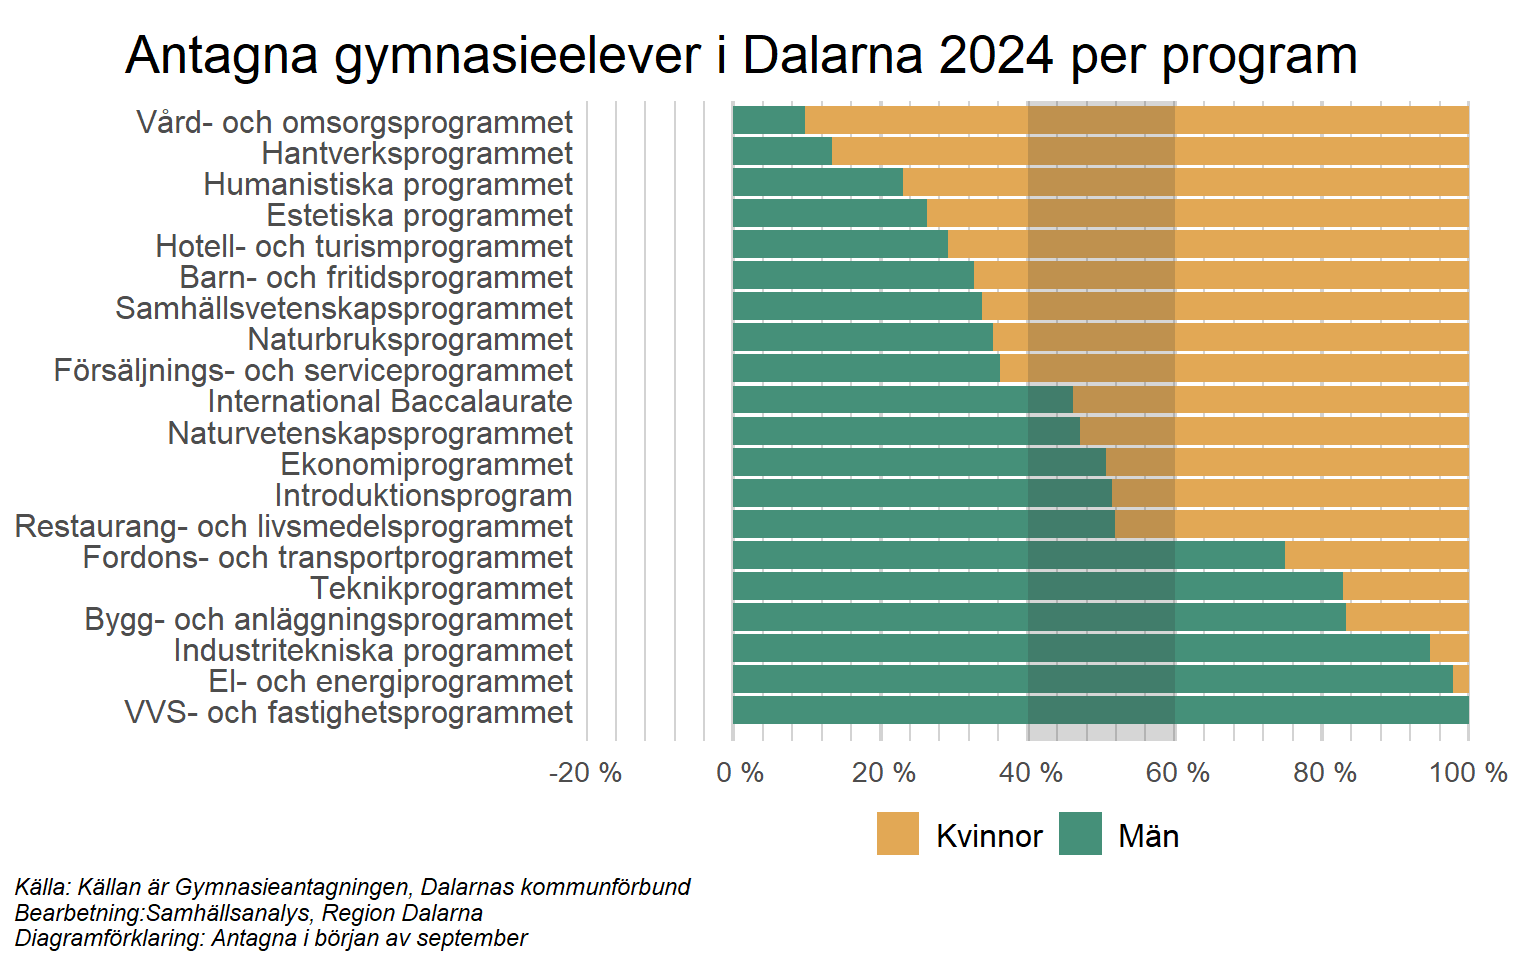 Antagna gymnasieelever i Dalarna 2024 per program
Vård- och omsorgsprogrammet
Hantverksprogrammet
Humanistiska programmet
Estetiska programmet
Hotell- och turismprogrammet
Barn- och fritidsprogrammet
Samhällsvetenskapsprogrammet
Naturbruksprogrammet
Försäljnings- och serviceprogrammet
International Baccalaurate
Naturvetenskapsprogrammet
Ekonomiprogrammet
Introduktionsprogram
Restaurang- och livsmedelsprogrammet
Fordons- och transportprogrammet
Teknikprogrammet
Bygg- och anläggningsprogrammet
Industritekniska programmet
El- och energiprogrammet
VVS- och fastighetsprogrammet
-20 % 0 % 20 % 40 % 60 % 80 % 100 %
Kvinnor Män
Källa: Källan är Gymnasieantagningen, Dalarnas kommunförbund
Bearbetning:Samhällsanalys, Region Dalarna
Diagramförklaring: Antagna i början av september